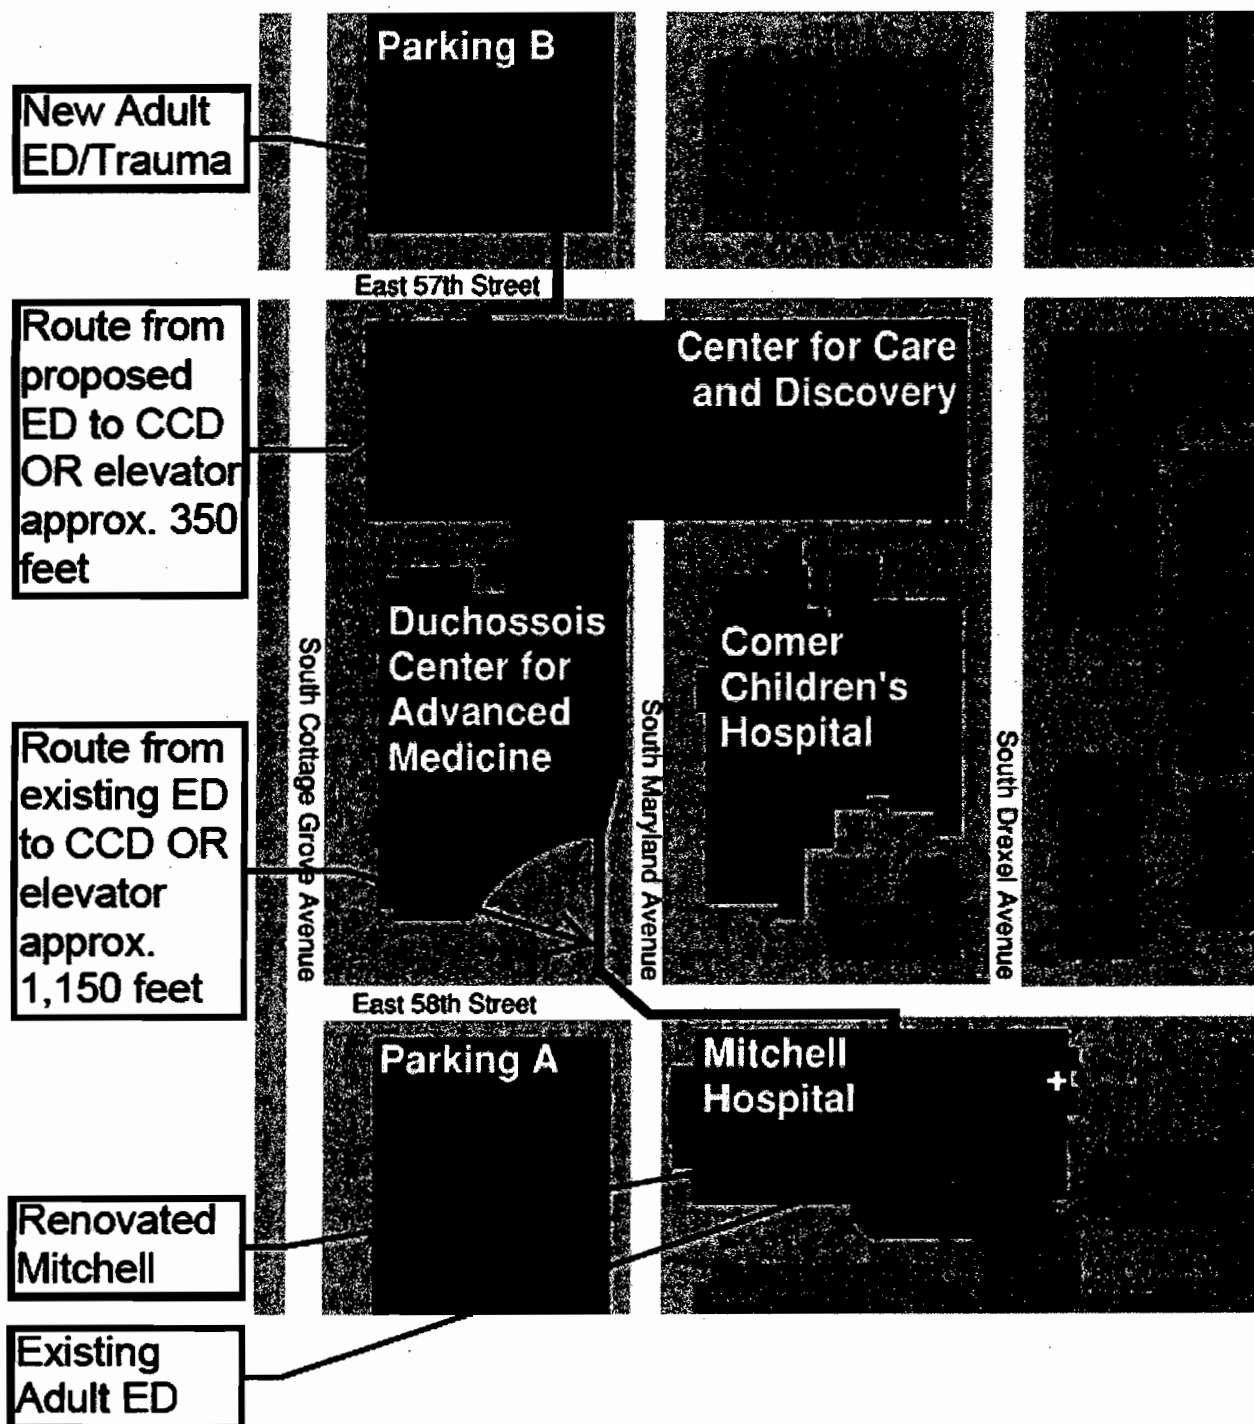 Parking B
New Adult
ED/Trauma
East 57th Street
Route from
proposed
ED to CCD
OR elevator
approx. 350
feet
Center for Care
and Discovery
Duchossois
Center for
Advanced
Medicine
Comer
Children's
Hospital
South Cottage Grove Avenue
South Maryland Avenue
South Drexel Avenue
Route from
existing ED
to CCD OR
elevator
approx.
1,150 feet
East 58th Street
Parking A
Mitchell
Hospital
Renovated
Mitchell
Existing
Adult ED